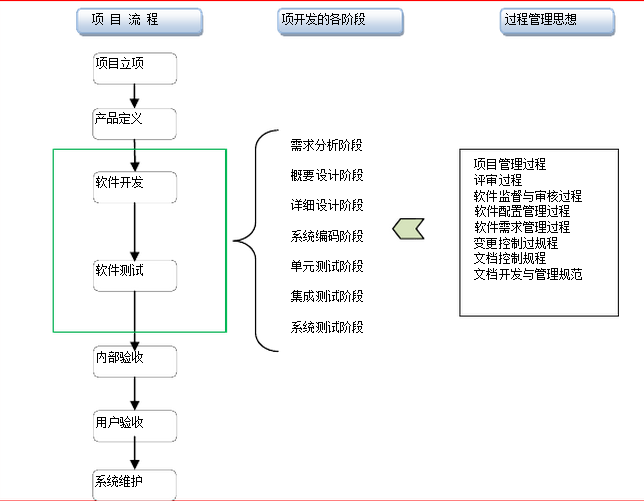 项 目 流 程
项目立项
产品定义
软件开发
软件测试
内部验收
用户验收
系统维护
项开发的各阶段
需求分析阶段
概要设计阶段
详细设计阶段
系统编码阶段
单元测试阶段
集成测试阶段
系统测试阶段
过程管理思想
项目管理过程
评审过程
软件监督与审核过程
软件配置管理过程
软件需求管理过程
变更控制过规程
文档控制规程
文档开发与管理规范